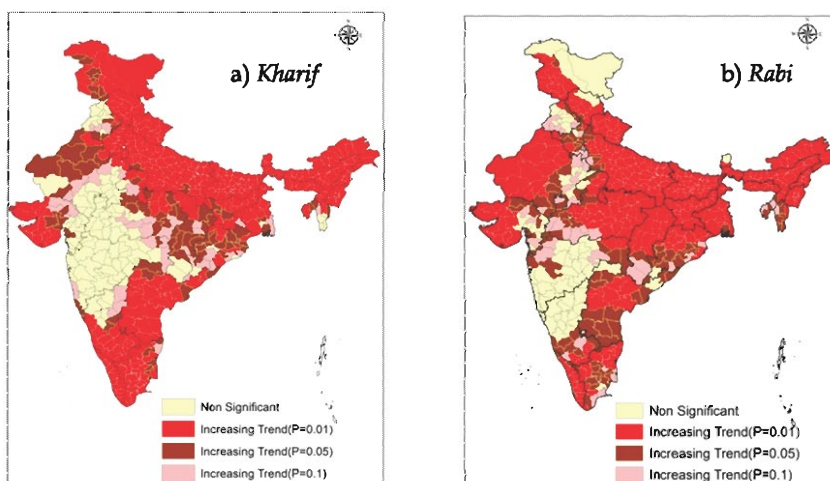 a) Kharif
Non Significant
Increasing Trend(P=0.01)
Increasing Trend(P=0.05)
Increasing Trend(P=0.1)
b) Rabi
Non Significant
Increasing Trend(P=0.01)
Increasing Trend(P=0.05)
Increasing Trend(P=0.1)